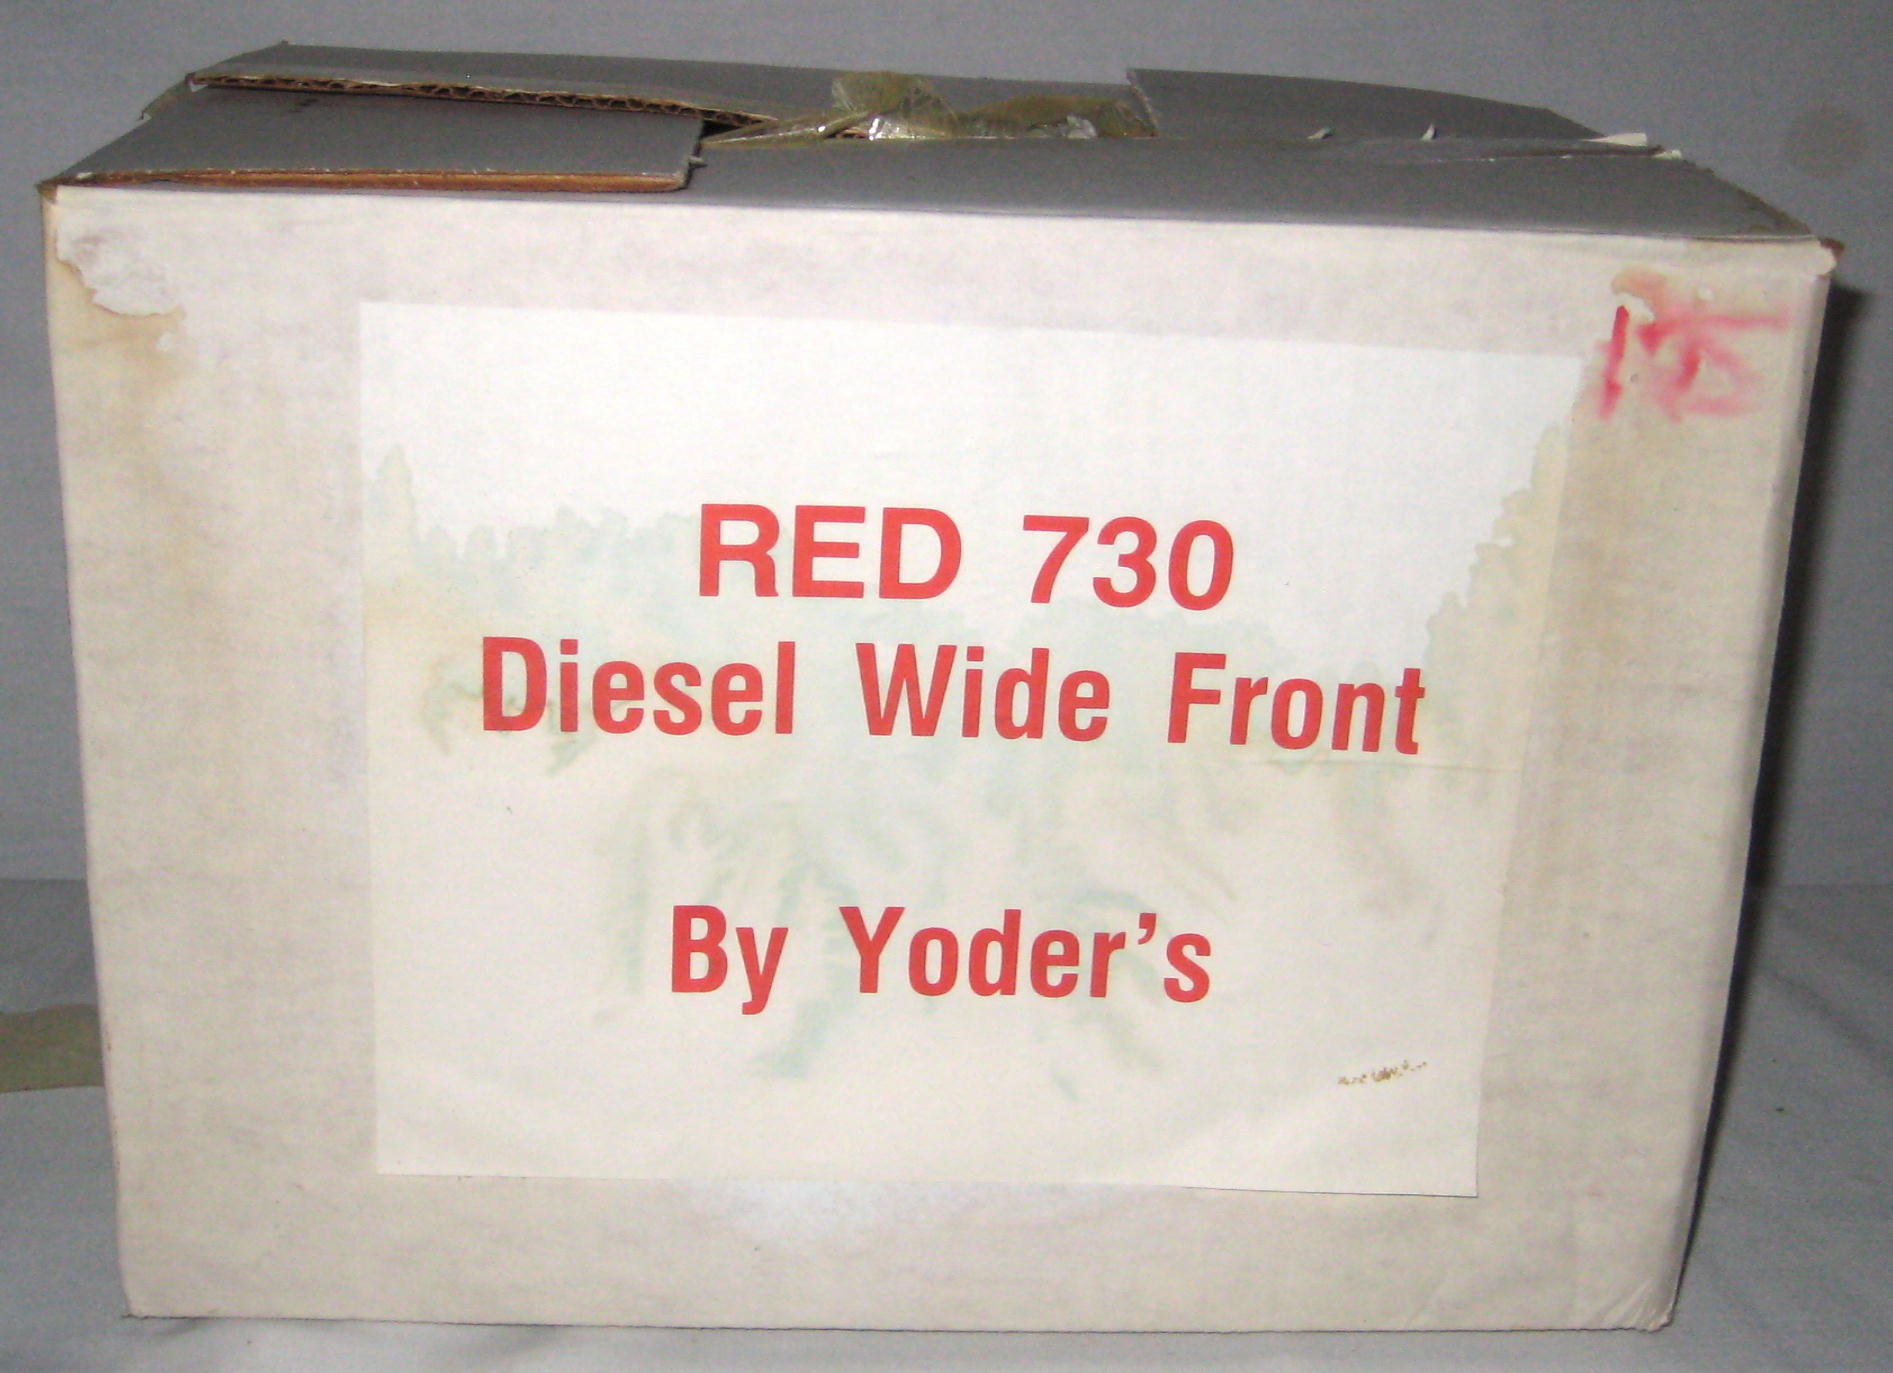 RED 730
Diesel Wide Front
By Yoder's